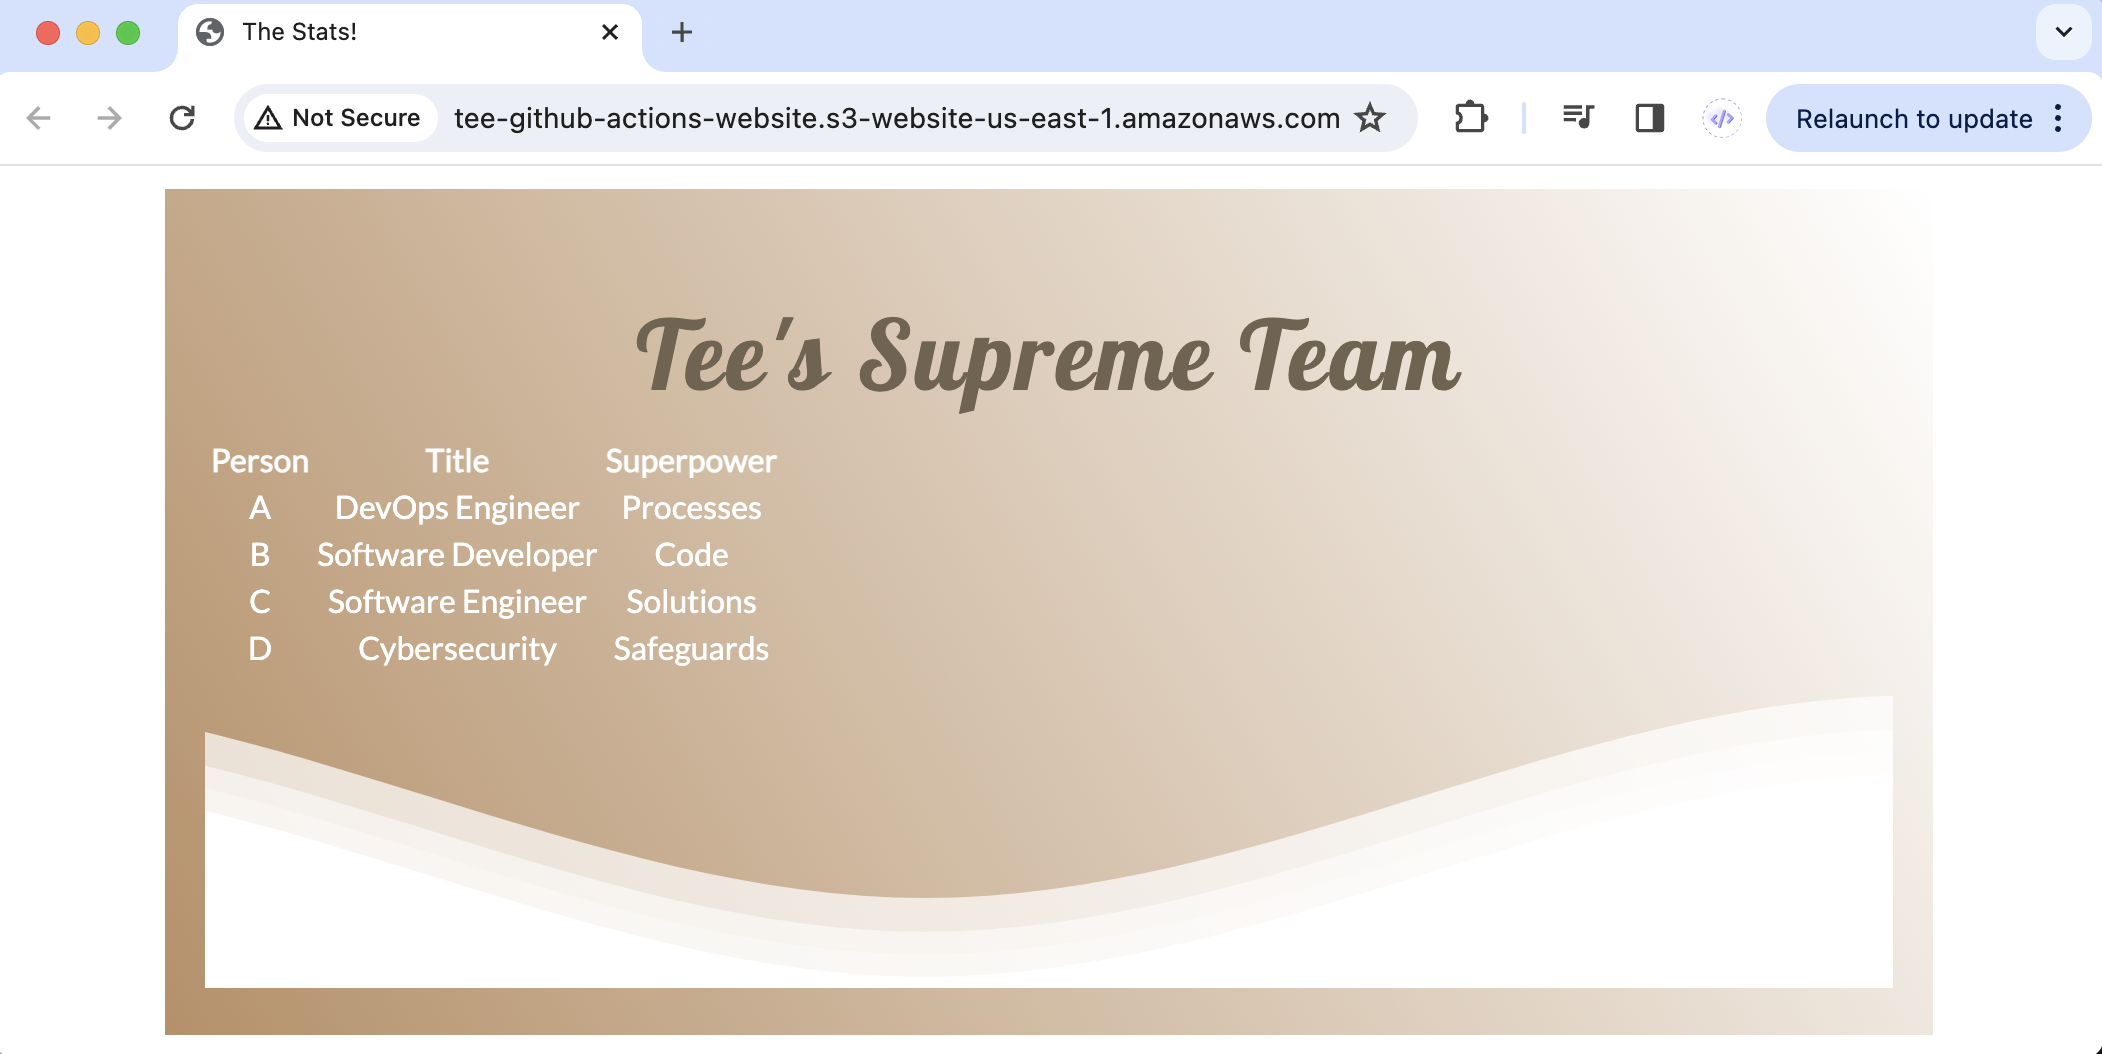 The Stats!
Not Secure tee-github-actions-website.s3-website-us-east-1.amazonaws.com Relaunch to update
Tee's Supreme Team
Person Title Superpower
A DevOps Engineer Processes
B Software Developer Code
C Software Engineer Solutions
D Cybersecurity Safeguards